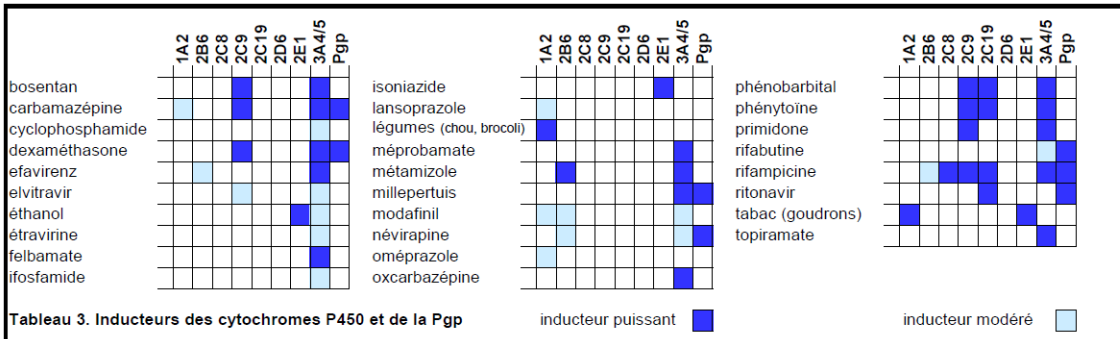 1A2 2B6 2C8 2C9 2C19 2D6 2E1 3A4/5 Pgp
bosentan
carbamazépine
cyclophosphamide
dexaméthasone
efavirenz
elvitravir
éthanol
étravirine
felbamate
ifosfamide
1A2 2B6 2C8 2C9 2C19 2D6 2E1 3A4/5 Pgp
isoniazide
lansoprazole
légumes (chou, brocoli)
méprobamate
métamizole
millepertuis
modafinil
névirapine
oméprazole
oxcarbazépine
1A2 2B6 2C8 2C9 2C19 2D6 2E1 3A4/5 Pgp
phénobarbital
phénytoïne
primidone
rifabutine
rifampicine
ritonavir
tabac (goudrons)
topiramate
Tableau 3. Inducteurs des cytochromes P450 et de la Pgp
inducteur puissant
inducteur modéré